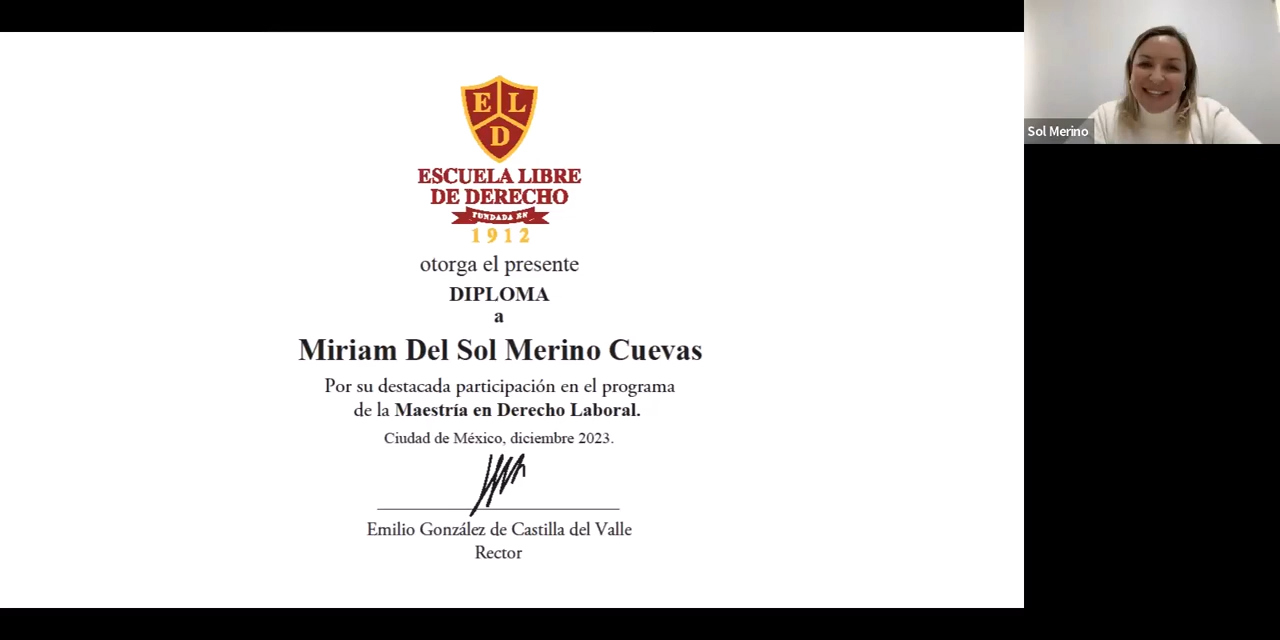 E L
D
ESCUELA LIBRE
DE DERECHO
FUNDADA EN
1912
otorga el presente
DIPLOMA
a
Miriam Del Sol Merino Cuevas
Por su destacada participación en el programa
de la Maestría en Derecho Laboral.
Ciudad de México, diciembre 2023.
Emilio González de Castilla del Valle
Rector
Sol Merino